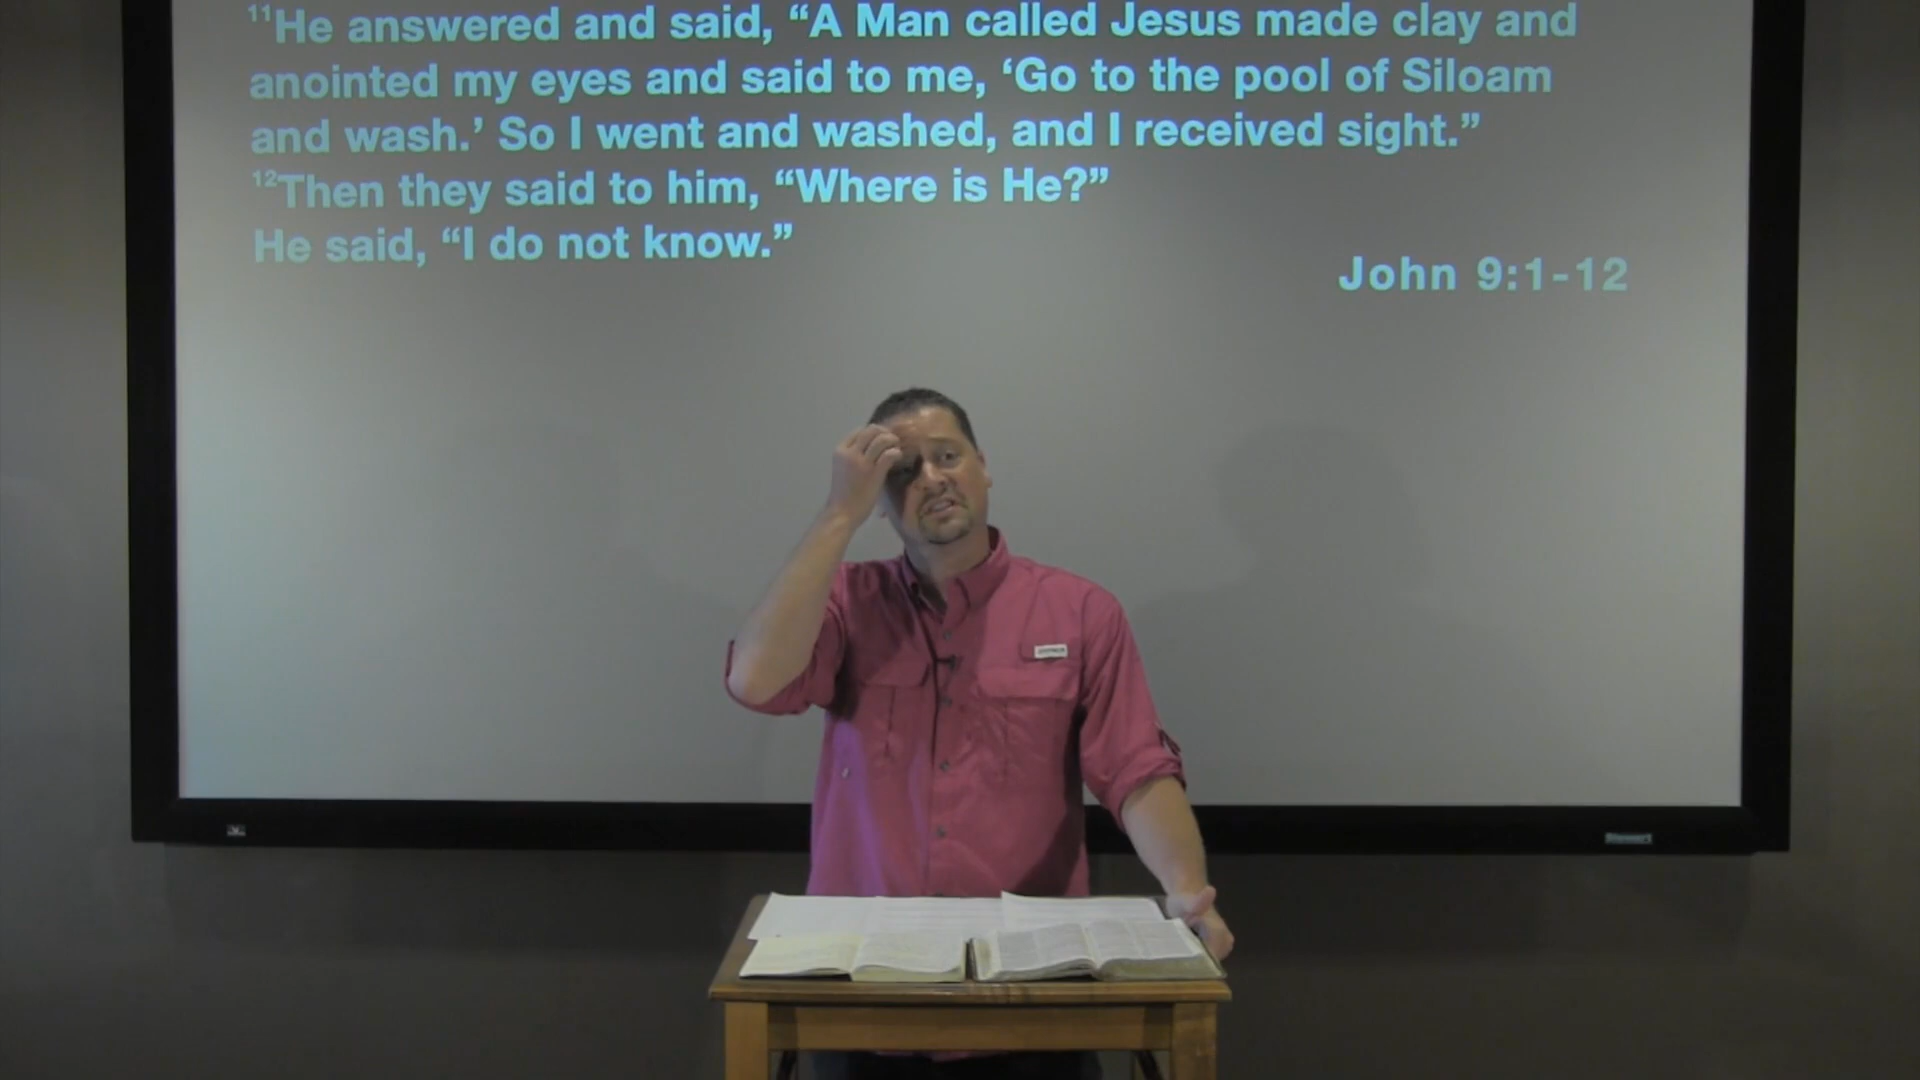 ¹¹He answered and said, “A Man called Jesus made clay and
anointed my eyes and said to me, ‘Go to the pool of Siloam
and wash.’ So I went and washed, and I received sight.”
¹²Then they said to him, “Where is He?”
He said, “I do not know.”
John 9:1-12